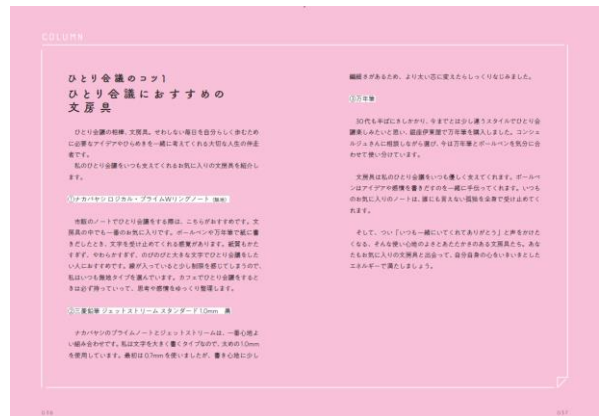 COLUMN
ひとり会議のコツ1
ひとり会議におすすめの
文房具
ひとり会議の相棒、文房具。せわしない毎日を自分らしく歩むため
に必要なアイデアやひらめきを一緒に考えてくれる大切な人生の伴走
者です。
私のひとり会議をいつも支えてくれるお気に入りの文房具を紹介し
ます。
①ナカバヤシ ロジカル・プライムWリングノート (無地)
市販のノートでひとり会議をする際は、こちらがおすすめです。文
房具の中でも一番のお気に入りです。ボールペンや万年筆で紙に書
きだしたとき、文字を受け止めてくれる感覚があります。紙質もかた
すぎず、やわらかすぎず、のびのびと大きな文字でひとり会議をした
い人におすすめです。線が入っていると少し制限を感じてしまうので、
私はいつも無地タイプを選んでいます。カフェでひとり会議をすると
きは必ず持っていって、思考や感情をゆっくり整理します。
②三菱鉛筆 ジェットストリーム スタンダード 1.0mm 黒
ナカバヤシのプライムノートとジェットストリームは、一番心地よ
い組み合わせです。私は文字を大きく書くタイプなので、太めの1.0mm
を使用しています。最初は0.7mmを使いましたが、書き心地に少し
繊細さがあるため、より太い芯に変えたらしっくりなじみました。
③万年筆
30代も半ばにさしかかり、今までとは少し違うスタイルでひとり会
議楽しみたいと思い、銀座伊東屋で万年筆を購入しました。コンシェ
ルジュさんに相談しながら選び、今は万年筆とボールペンを気分に合
わせて使い分けています。
文房具は私のひとり会議をいつも優しく支えてくれます。ボールペ
ンはアイデアや感情を書きだすのを一緒に手伝ってくれます。いつも
のお気に入りのノートは、誰にも言えない孤独を全身で受け止めてく
れます。
そして、つい「いつも一緒にいてくれてありがとう」と声をかけた
くなる、そんな使い心地のよさとあたたかさのある文房具たち。あな
たもお気に入りの文房具と出会って、自分自身の心をいきいきとした
エネルギーで満たしましょう。
036
037